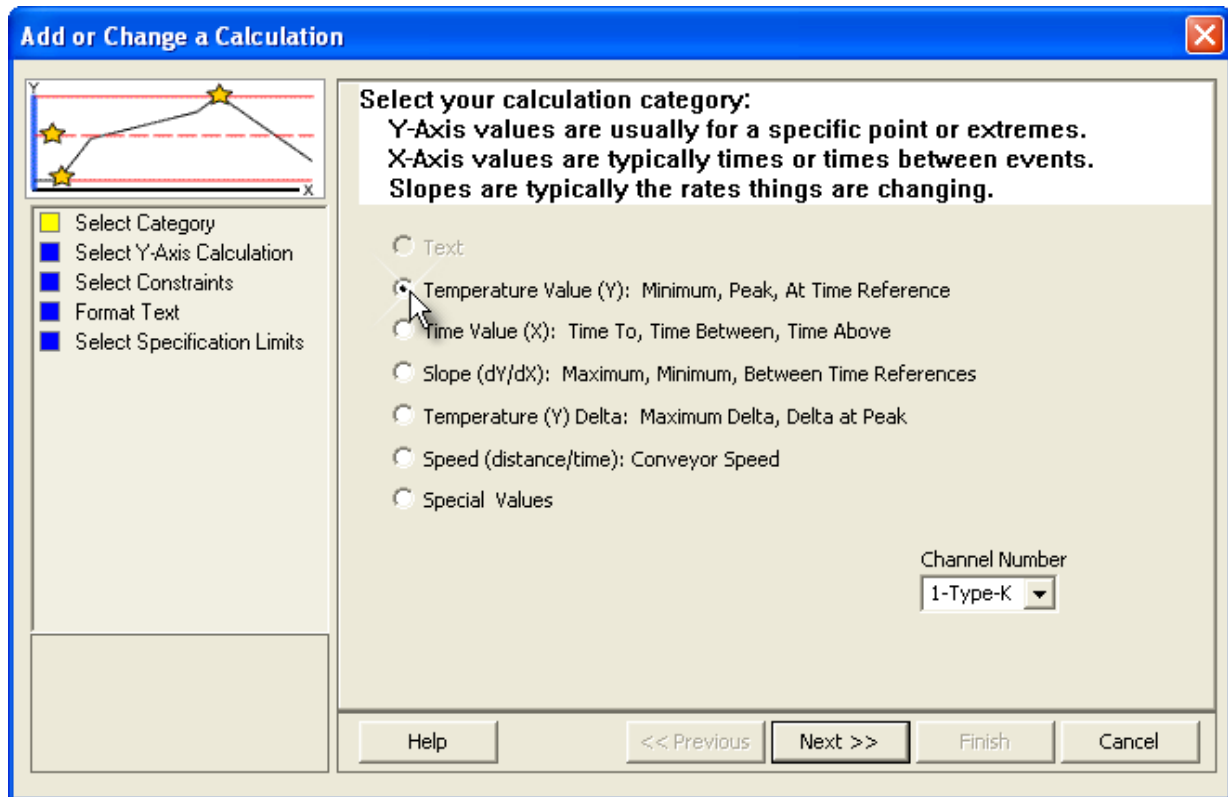 Add or Change a Calculation
Y
X
Select Category
Select Y-Axis Calculation
Select Constraints
Format Text
Select Specification Limits
Select your calculation category:
Y-Axis values are usually for a specific point or extremes.
X-Axis values are typically times or times between events.
Slopes are typically the rates things are changing.
Text
Temperature Value (Y): Minimum, Peak, At Time Reference
Time Value (X): Time To, Time Between, Time Above
Slope (dY/dX): Maximum, Minimum, Between Time References
Temperature (Y) Delta: Maximum Delta, Delta at Peak
Speed (distance/time): Conveyor Speed
Special Values
Channel Number
1-Type-K
Help
<< Previous
Next >>
Finish
Cancel